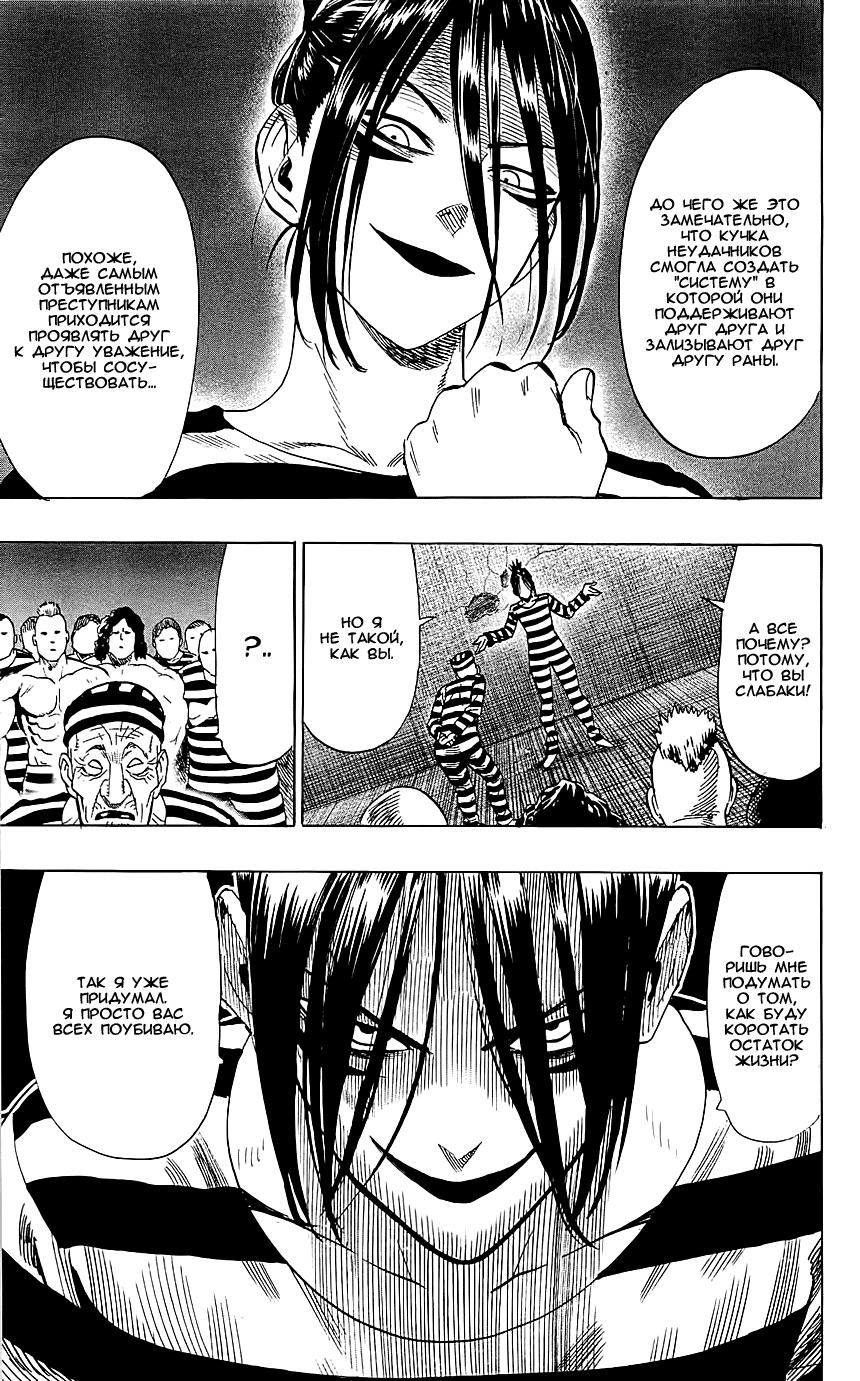 ДО ЧЕГО ЖЕ ЭТО
ЗАМЕЧАТЕЛЬНО,
ЧТО КУЧКА
НЕУДАЧНИКОВ
СМОГЛА СОЗДАТЬ
"СИСТЕМУ" В
КОТОРОЙ ОНИ
ПОДДЕРЖИВАЮТ
ДРУГ ДРУГА И
ЗАЛИЗЫВАЮТ ДРУГ
ДРУГУ РАНЫ.
ПОХОЖЕ,
ДАЖЕ САМЫМ
ОТЪЯВЛЕННЫМ
ПРЕСТУПНИКАМ
ПРИХОДИТСЯ
ПРОЯВЛЯТЬ ДРУГ
К ДРУГУ УВАЖЕНИЕ,
ЧТОБЫ СОСУ-
ЩЕСТВОВАТЬ...
А ВСЕ
ПОЧЕМУ?
ПОТОМУ,
ЧТО ВЫ
СЛАБАКИ!
НО Я
НЕ ТАКОЙ,
КАК ВЫ.
?..
ГОВО-
РИШЬ МНЕ
ПОДУМАТЬ
О ТОМ,
КАК БУДУ
КОРОТАТЬ
ОСТАТОК
ЖИЗНИ?
ТАК Я УЖЕ
ПРИДУМАЛ.
Я ПРОСТО ВАС
ВСЕХ ПОУБИВАЮ.